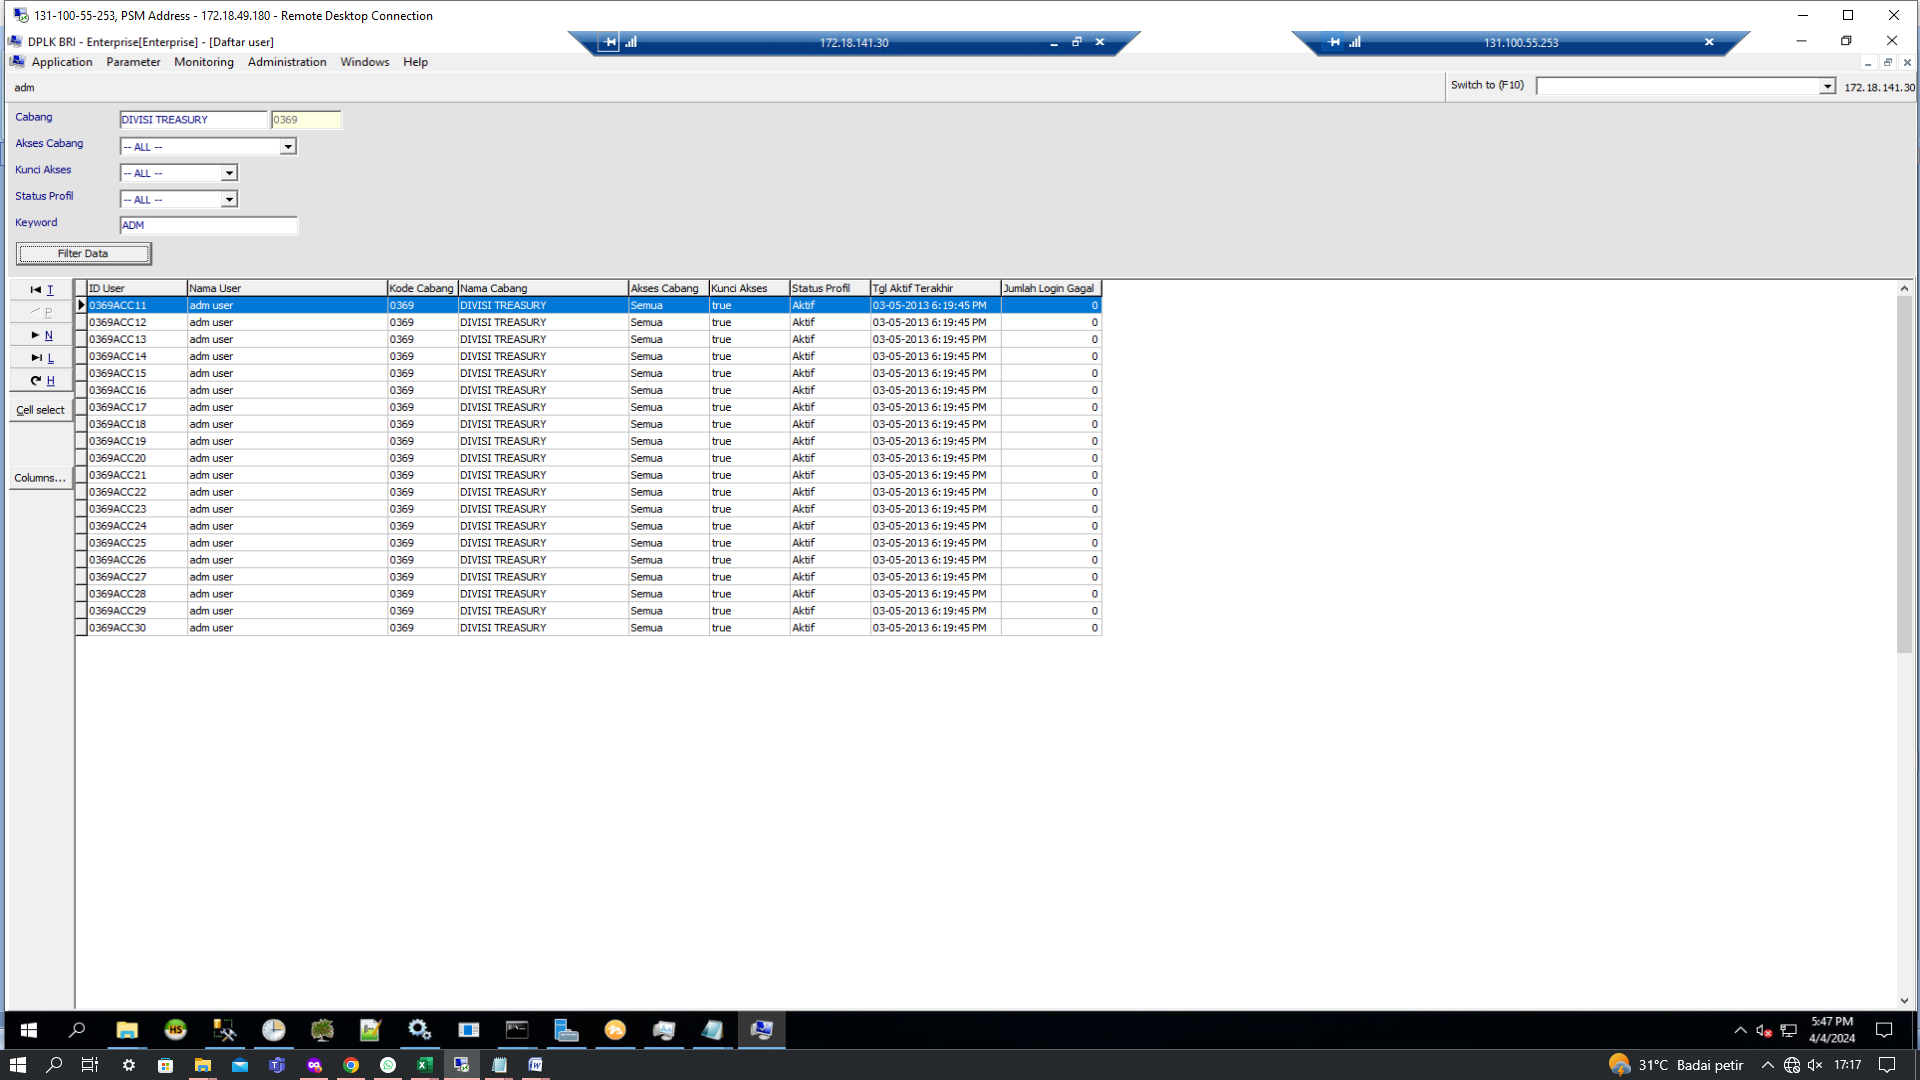 131-100-55-253, PSM Address - 172.18.49.180 - Remote Desktop Connection
DPLK BRI - Enterprise[Enterprise] - [Daftar user]
172.18.141.30
131.100.55.253
Application Parameter Monitoring Administration Windows Help
adm
Switch to (F10)
172.18.141.30
Cabang DIVISI TREASURY 0369
Akses Cabang -- ALL --
Kunci Akses -- ALL --
Status Profil -- ALL --
Keyword ADM
Filter Data
T
P
N
L
H
Cell select
Columns...
ID User Nama User Kode Cabang Nama Cabang Akses Cabang Kunci Akses Status Profil Tgl Aktif Terakhir Jumlah Login Gagal
0369ACC11 adm user 0369 DIVISI TREASURY Semua true Aktif 03-05-2013 6:19:45 PM 0
0369ACC12 adm user 0369 DIVISI TREASURY Semua true Aktif 03-05-2013 6:19:45 PM 0
0369ACC13 adm user 0369 DIVISI TREASURY Semua true Aktif 03-05-2013 6:19:45 PM 0
0369ACC14 adm user 0369 DIVISI TREASURY Semua true Aktif 03-05-2013 6:19:45 PM 0
0369ACC15 adm user 0369 DIVISI TREASURY Semua true Aktif 03-05-2013 6:19:45 PM 0
0369ACC16 adm user 0369 DIVISI TREASURY Semua true Aktif 03-05-2013 6:19:45 PM 0
0369ACC17 adm user 0369 DIVISI TREASURY Semua true Aktif 03-05-2013 6:19:45 PM 0
0369ACC18 adm user 0369 DIVISI TREASURY Semua true Aktif 03-05-2013 6:19:45 PM 0
0369ACC19 adm user 0369 DIVISI TREASURY Semua true Aktif 03-05-2013 6:19:45 PM 0
0369ACC20 adm user 0369 DIVISI TREASURY Semua true Aktif 03-05-2013 6:19:45 PM 0
0369ACC21 adm user 0369 DIVISI TREASURY Semua true Aktif 03-05-2013 6:19:45 PM 0
0369ACC22 adm user 0369 DIVISI TREASURY Semua true Aktif 03-05-2013 6:19:45 PM 0
0369ACC23 adm user 0369 DIVISI TREASURY Semua true Aktif 03-05-2013 6:19:45 PM 0
0369ACC24 adm user 0369 DIVISI TREASURY Semua true Aktif 03-05-2013 6:19:45 PM 0
0369ACC25 adm user 0369 DIVISI TREASURY Semua true Aktif 03-05-2013 6:19:45 PM 0
0369ACC26 adm user 0369 DIVISI TREASURY Semua true Aktif 03-05-2013 6:19:45 PM 0
0369ACC27 adm user 0369 DIVISI TREASURY Semua true Aktif 03-05-2013 6:19:45 PM 0
0369ACC28 adm user 0369 DIVISI TREASURY Semua true Aktif 03-05-2013 6:19:45 PM 0
0369ACC29 adm user 0369 DIVISI TREASURY Semua true Aktif 03-05-2013 6:19:45 PM 0
0369ACC30 adm user 0369 DIVISI TREASURY Semua true Aktif 03-05-2013 6:19:45 PM 0
HS
5:47 PM
4/4/2024
31°C Badai petir
17:17